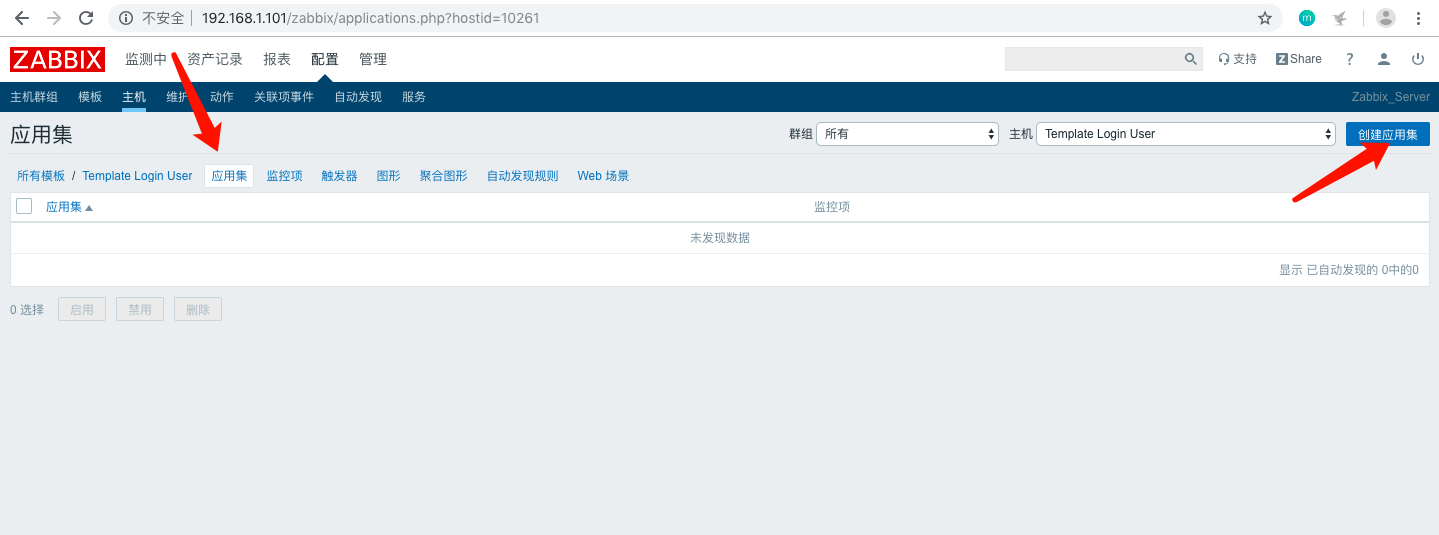 不安全 192.168.1.101/zabbix/applications.php?hostid=10261 m
ZABBIX 监测中 资产记录 报表 配置 管理 支持 Z Share ?
主机群组 模板 主机 维护 动作 关联项事件 自动发现 服务 Zabbix_Server
应用集 群组 所有 主机 Template Login User 创建应用集
所有模板 / Template Login User 应用集 监控项 触发器 图形 聚合图形 自动发现规则 Web 场景
应用集 监控项
未发现数据
显示 已自动发现的 0中的0
0 选择 启用 禁用 删除